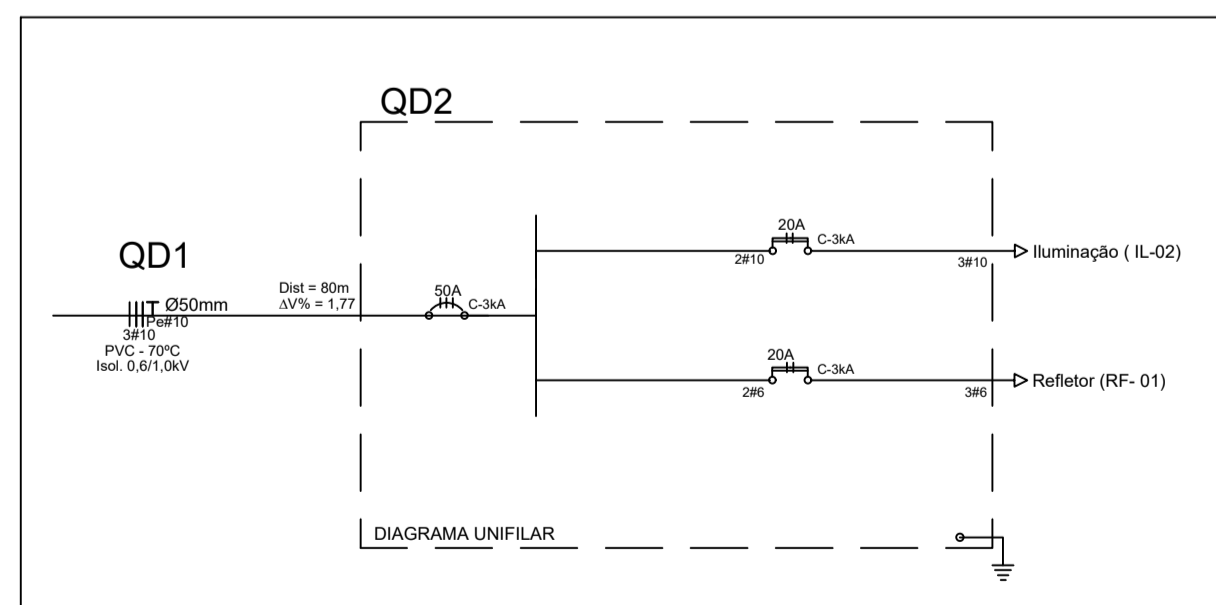 QD2
QD1
Ø50mm
Pe#10
3#10
PVC - 70ºC
Isol. 0,6/1,0kV
Dist = 80m
ΔV% = 1,77
50A
C-3kA
20A
C-3kA
2#10
3#10
Iluminação ( IL-02)
20A
C-3kA
2#6
3#6
Refletor (RF- 01)
DIAGRAMA UNIFILAR